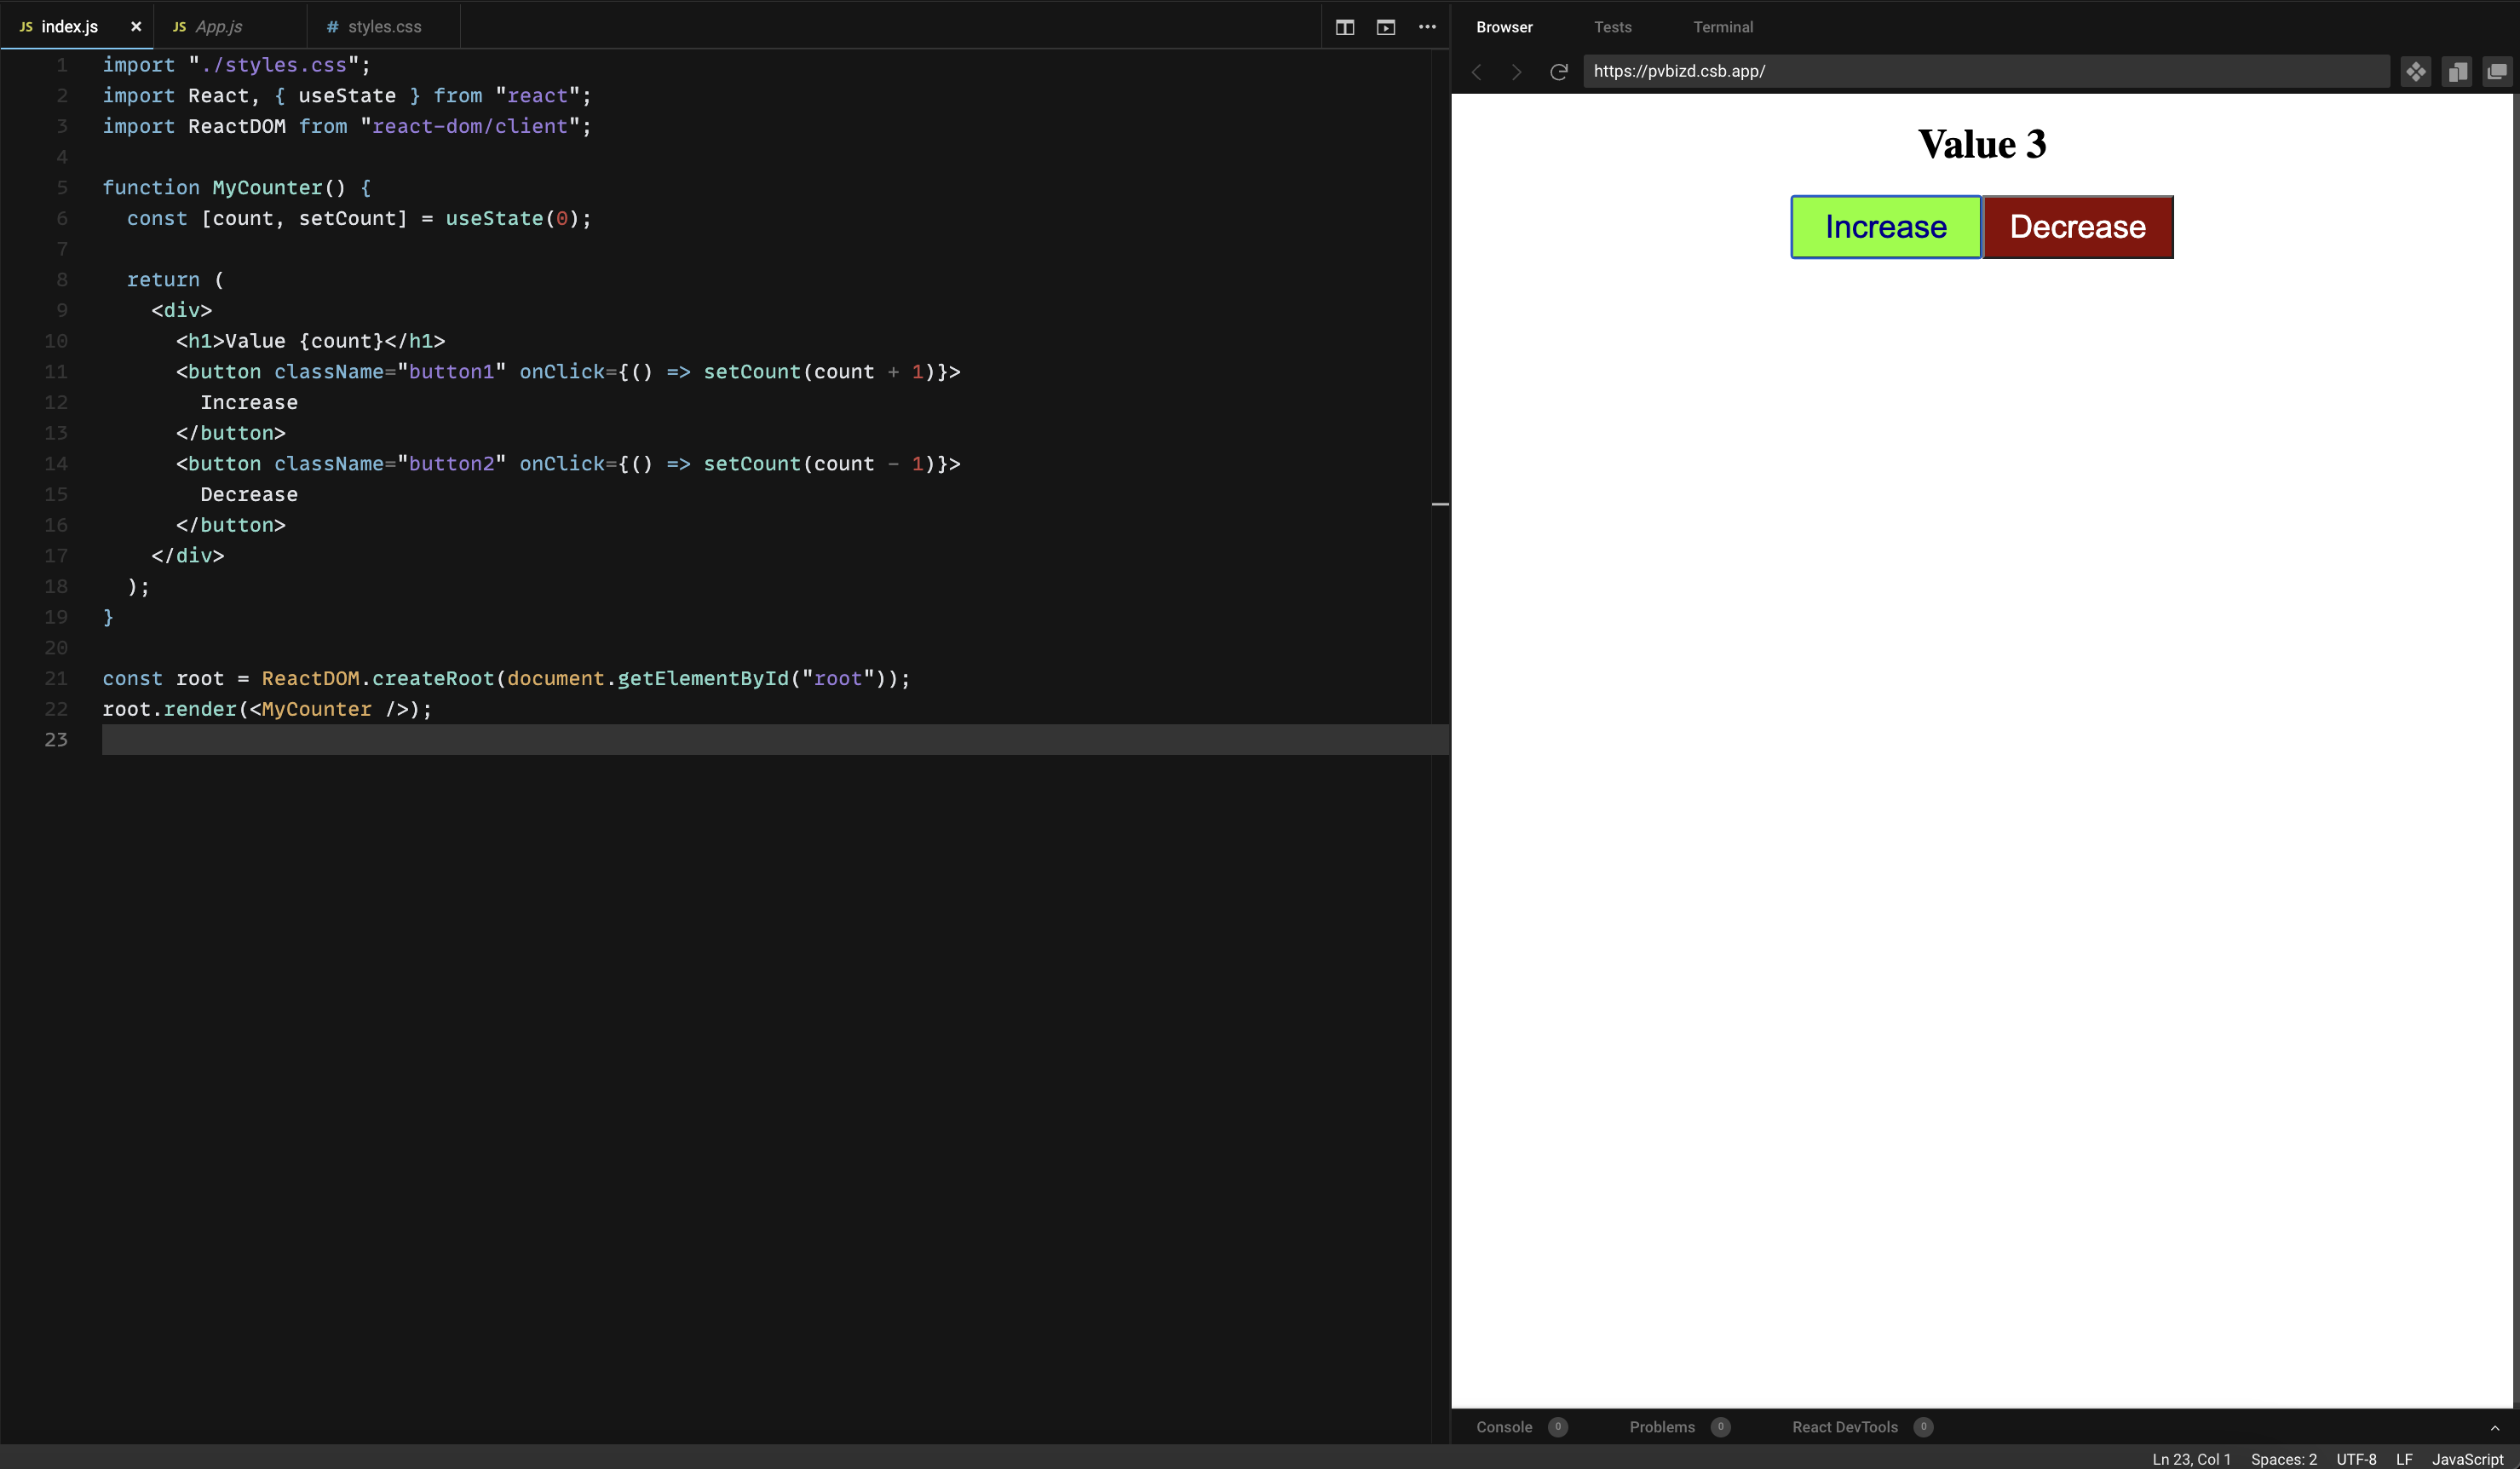 JS index.js × JS App.js # styles.css
1 import "./styles.css";
2 import React, { useState } from "react";
3 import ReactDOM from "react-dom/client";
4
5 function MyCounter() {
6   const [count, setCount] = useState(0);
7
8   return (
9     <div>
10       <h1>Value {count}</h1>
11       <button className="button1" onClick={() => setCount(count + 1)}>
12         Increase
13       </button>
14       <button className="button2" onClick={() => setCount(count - 1)}>
15         Decrease
16       </button>
17     </div>
18   );
19 }
20
21 const root = ReactDOM.createRoot(document.getElementById("root"));
22 root.render(<MyCounter />);
23
Browser Tests Terminal
https://pvbizd.csb.app/
Value 3
Increase Decrease
Console 0 Problems 0 React DevTools 0
Ln 23, Col 1 Spaces: 2 UTF-8 LF JavaScript